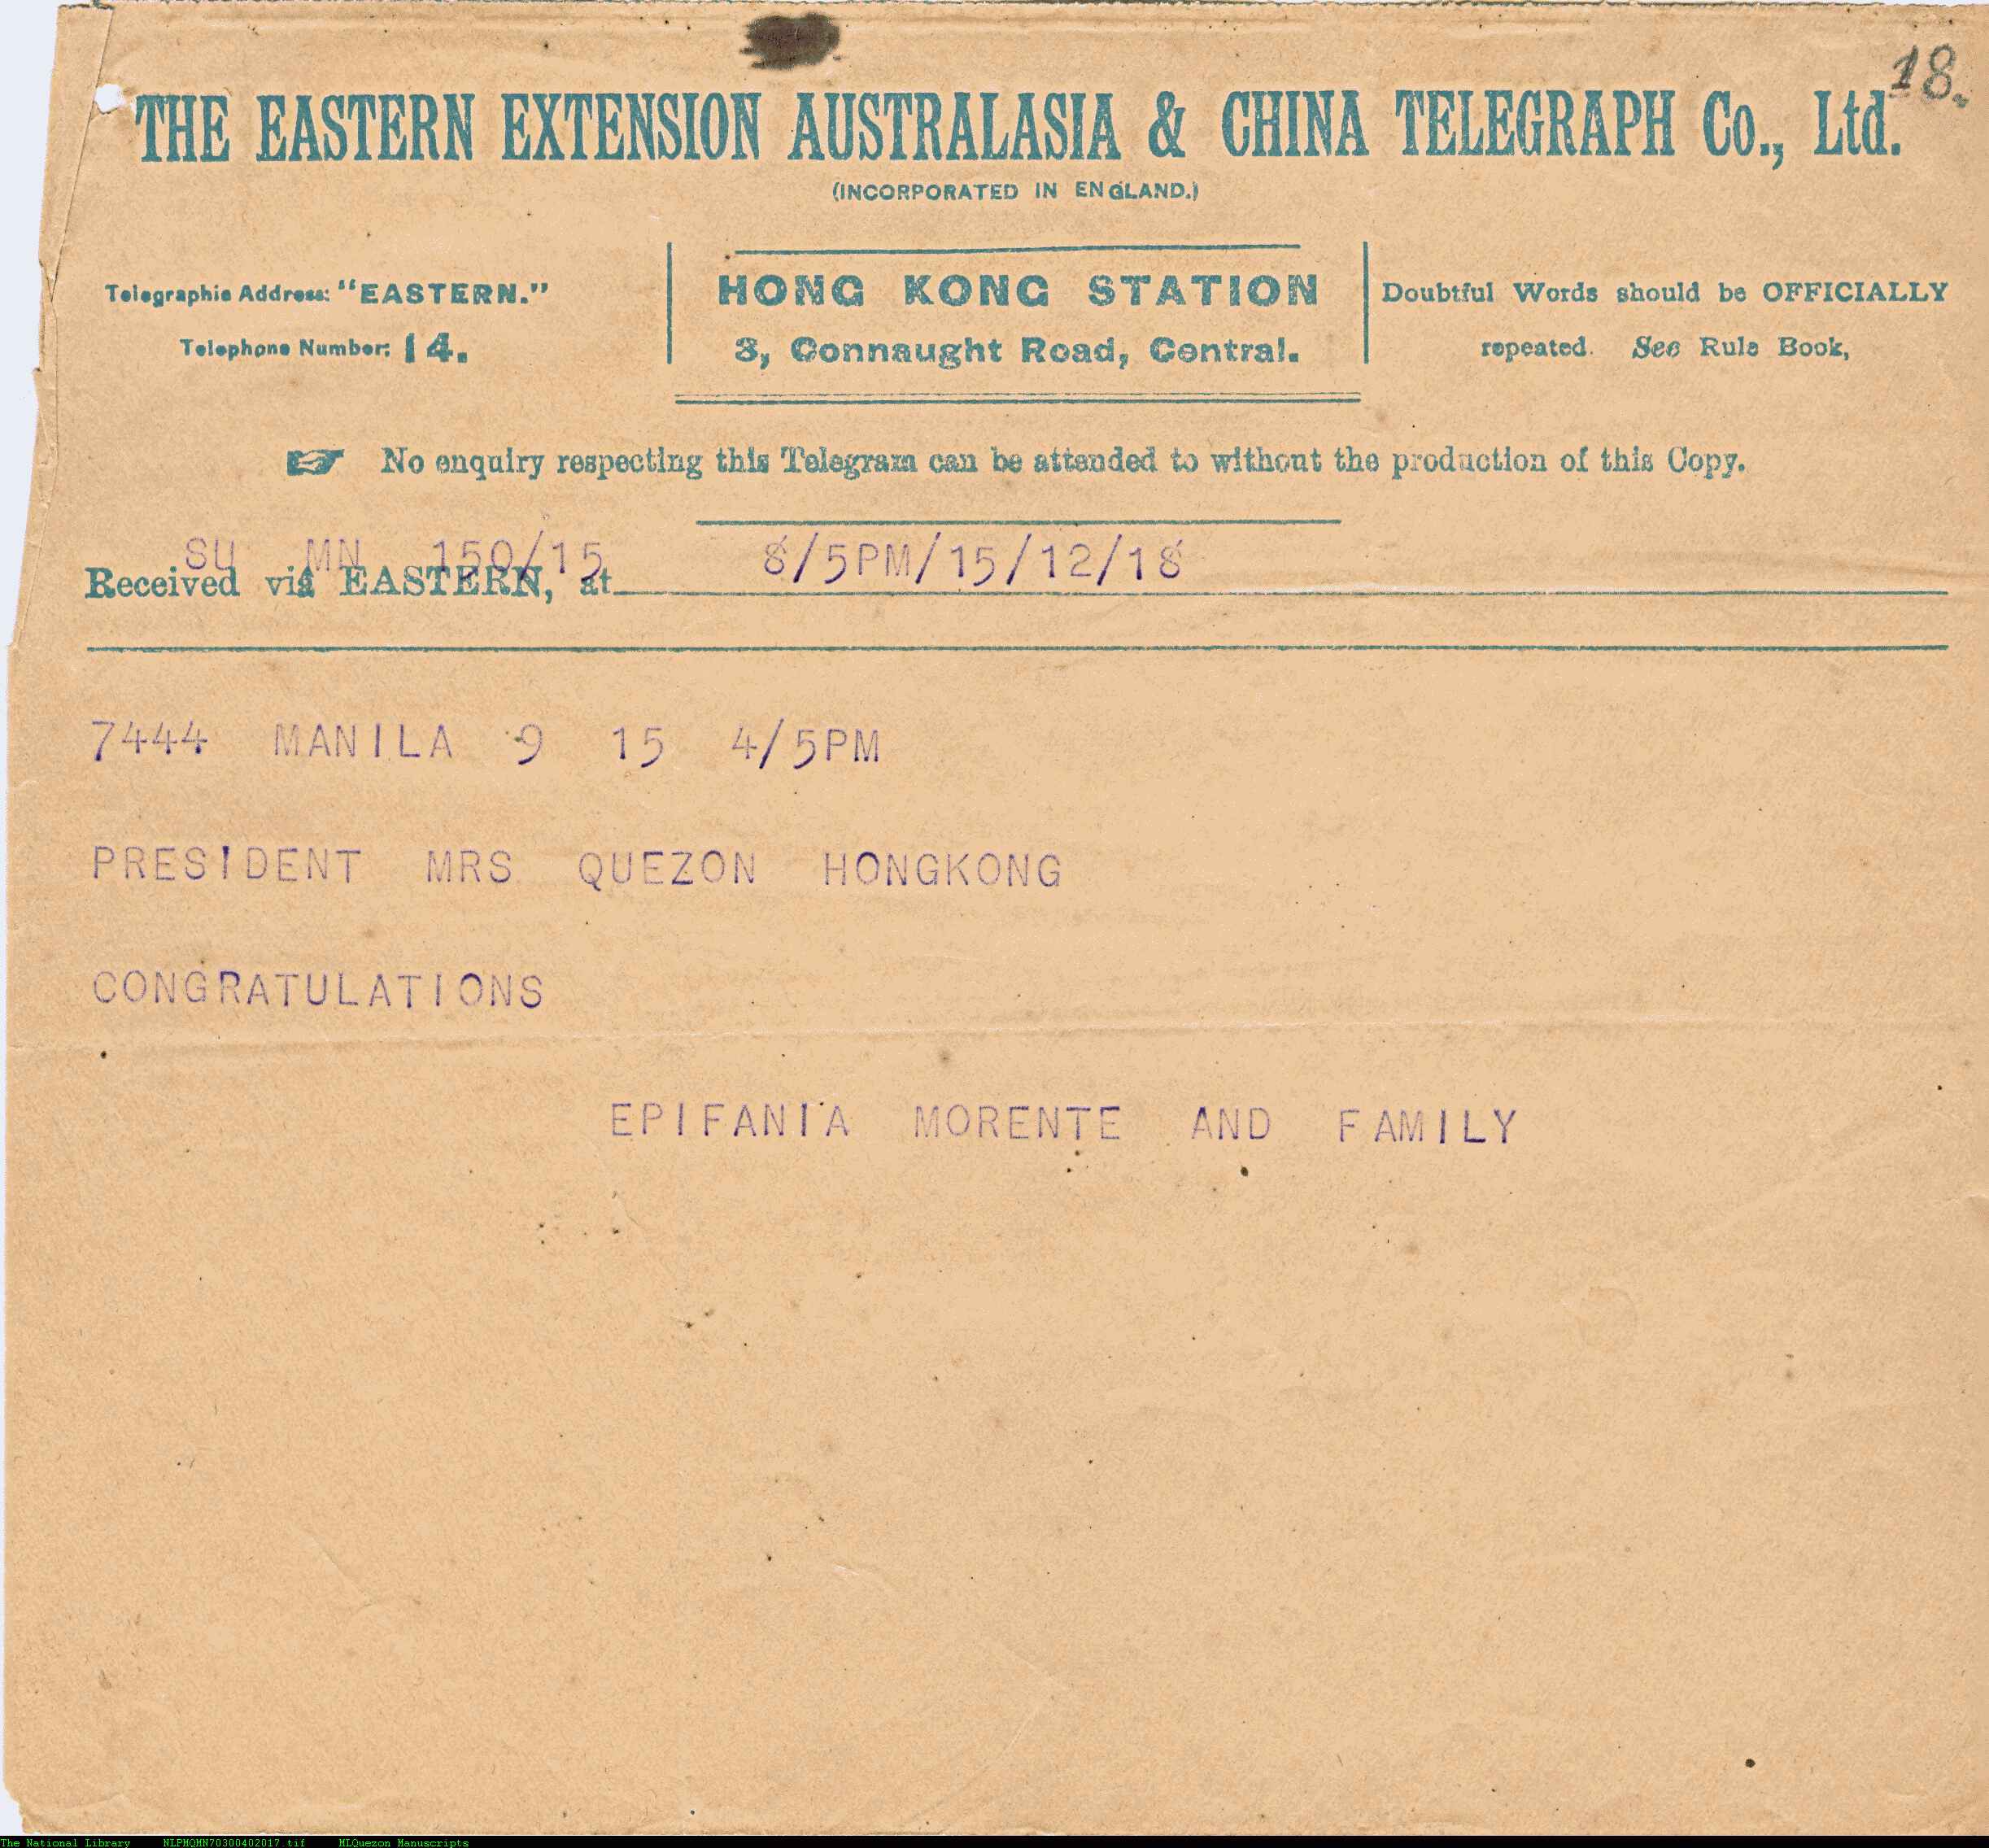 18.
THE EASTERN EXTENSION AUSTRALASIA & CHINA TELEGRAPH Co., Ltd.
(INCORPORATED IN ENGLAND.)
Telegraphic Address: "EASTERN."
Telephone Number: 14.
HONG KONG STATION
3, Connaught Road, Central.
Doubtful Words should be OFFICIALLY
repeated. See Rule Book,
☞ No enquiry respecting this Telegram can be attended to without the production of this Copy.
SU MN 150/15 8/5PM/15/12/18
Received via EASTERN, at
7444 MANILA 9 15 4/5PM
PRESIDENT MRS QUEZON HONGKONG
CONGRATULATIONS
EPIFANIA MORENTE AND FAMILY
The National Library NLPMQMN70300402017.tif MLQuezon Manuscripts